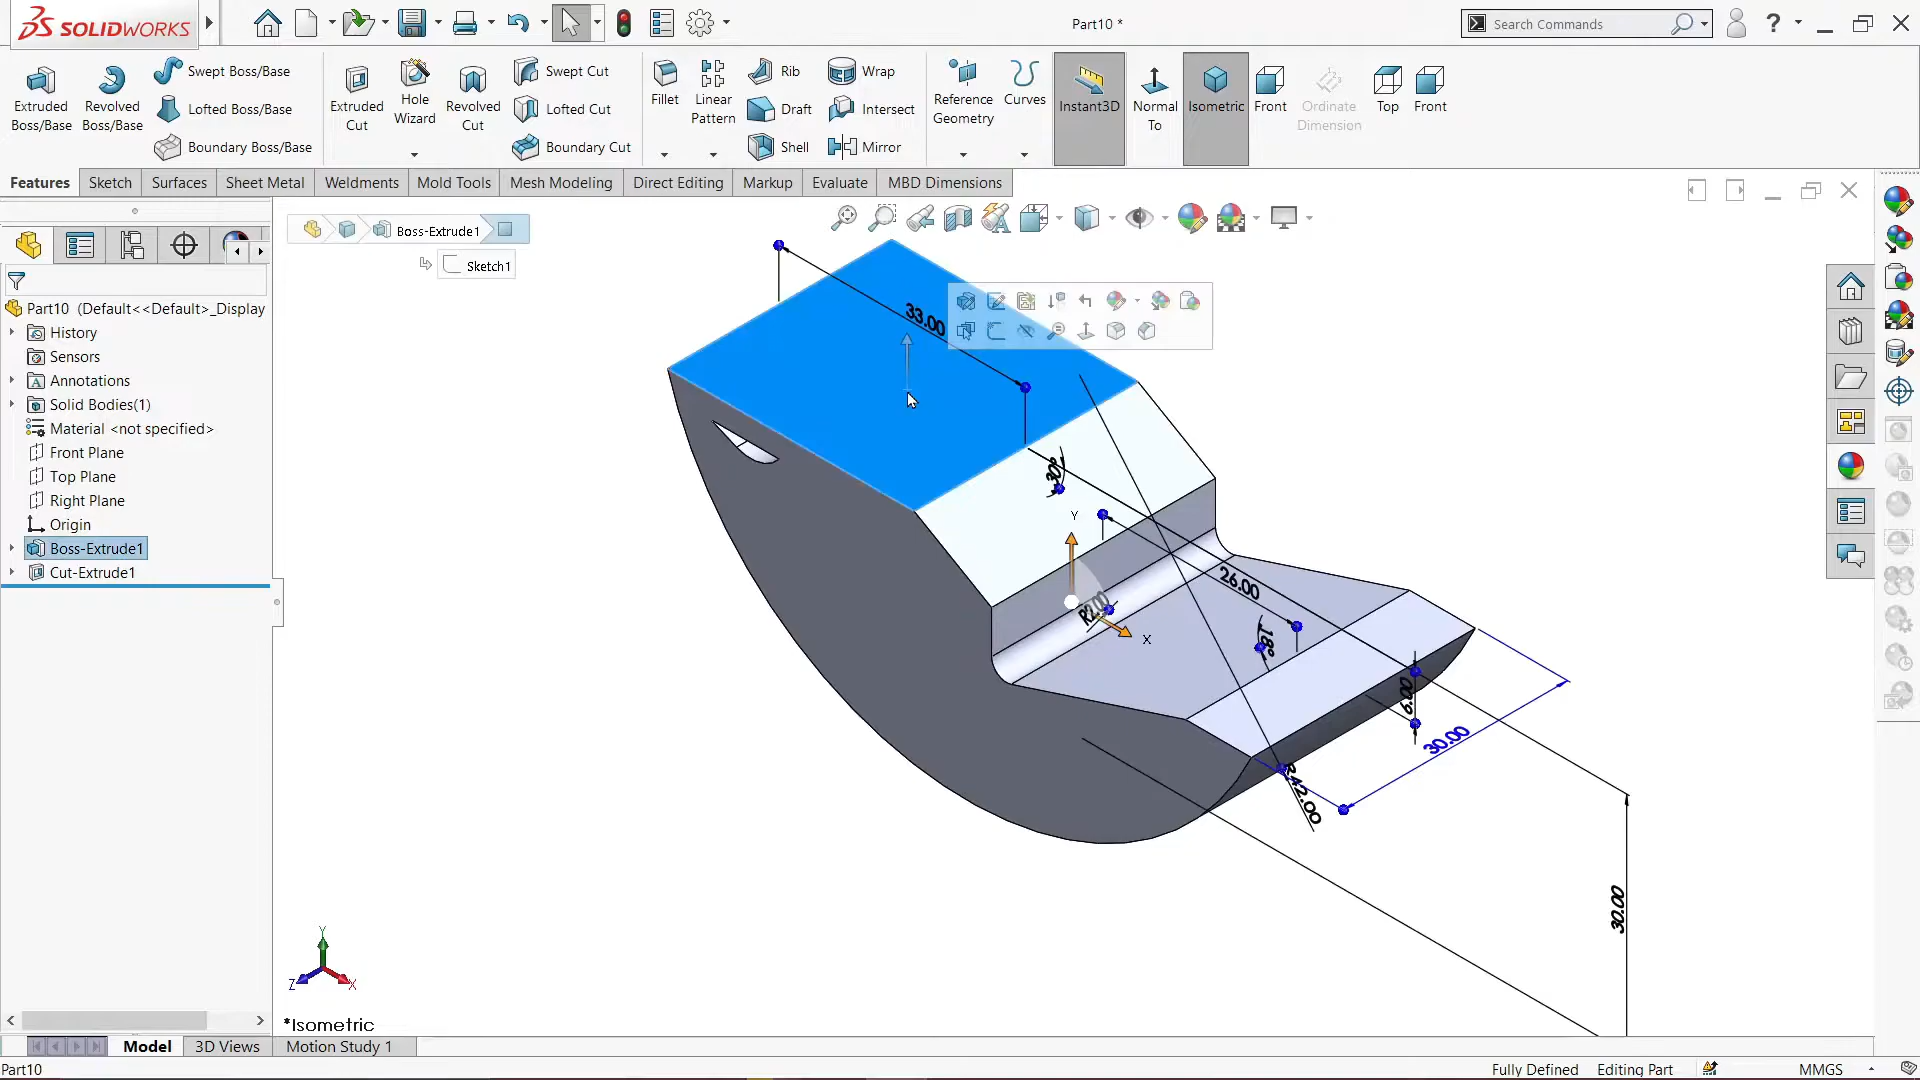 SOLIDWORKS
Part10 *
Search Commands
Extruded Boss/Base
Revolved Boss/Base
Swept Boss/Base
Lofted Boss/Base
Boundary Boss/Base
Extruded Cut
Hole Wizard
Revolved Cut
Swept Cut
Lofted Cut
Boundary Cut
Fillet
Linear Pattern
Rib
Draft
Shell
Wrap
Intersect
Mirror
Reference Geometry
Curves
Instant3D
Normal To
Isometric
Front
Ordinate Dimension
Top
Front
Features
Sketch
Surfaces
Sheet Metal
Weldments
Mold Tools
Mesh Modeling
Direct Editing
Markup
Evaluate
MBD Dimensions
Boss-Extrude1
Sketch1
Part10 (Default<<Default>_Display
History
Sensors
Annotations
Solid Bodies(1)
Material <not specified>
Front Plane
Top Plane
Right Plane
Origin
Boss-Extrude1
Cut-Extrude1
33.00
30°
Y
26.00
R2.00
X
18°
6.00
30.00
R42.00
30.00
Y
Z
X
*Isometric
Model
3D Views
Motion Study 1
Part10
Fully Defined
Editing Part
MMGS